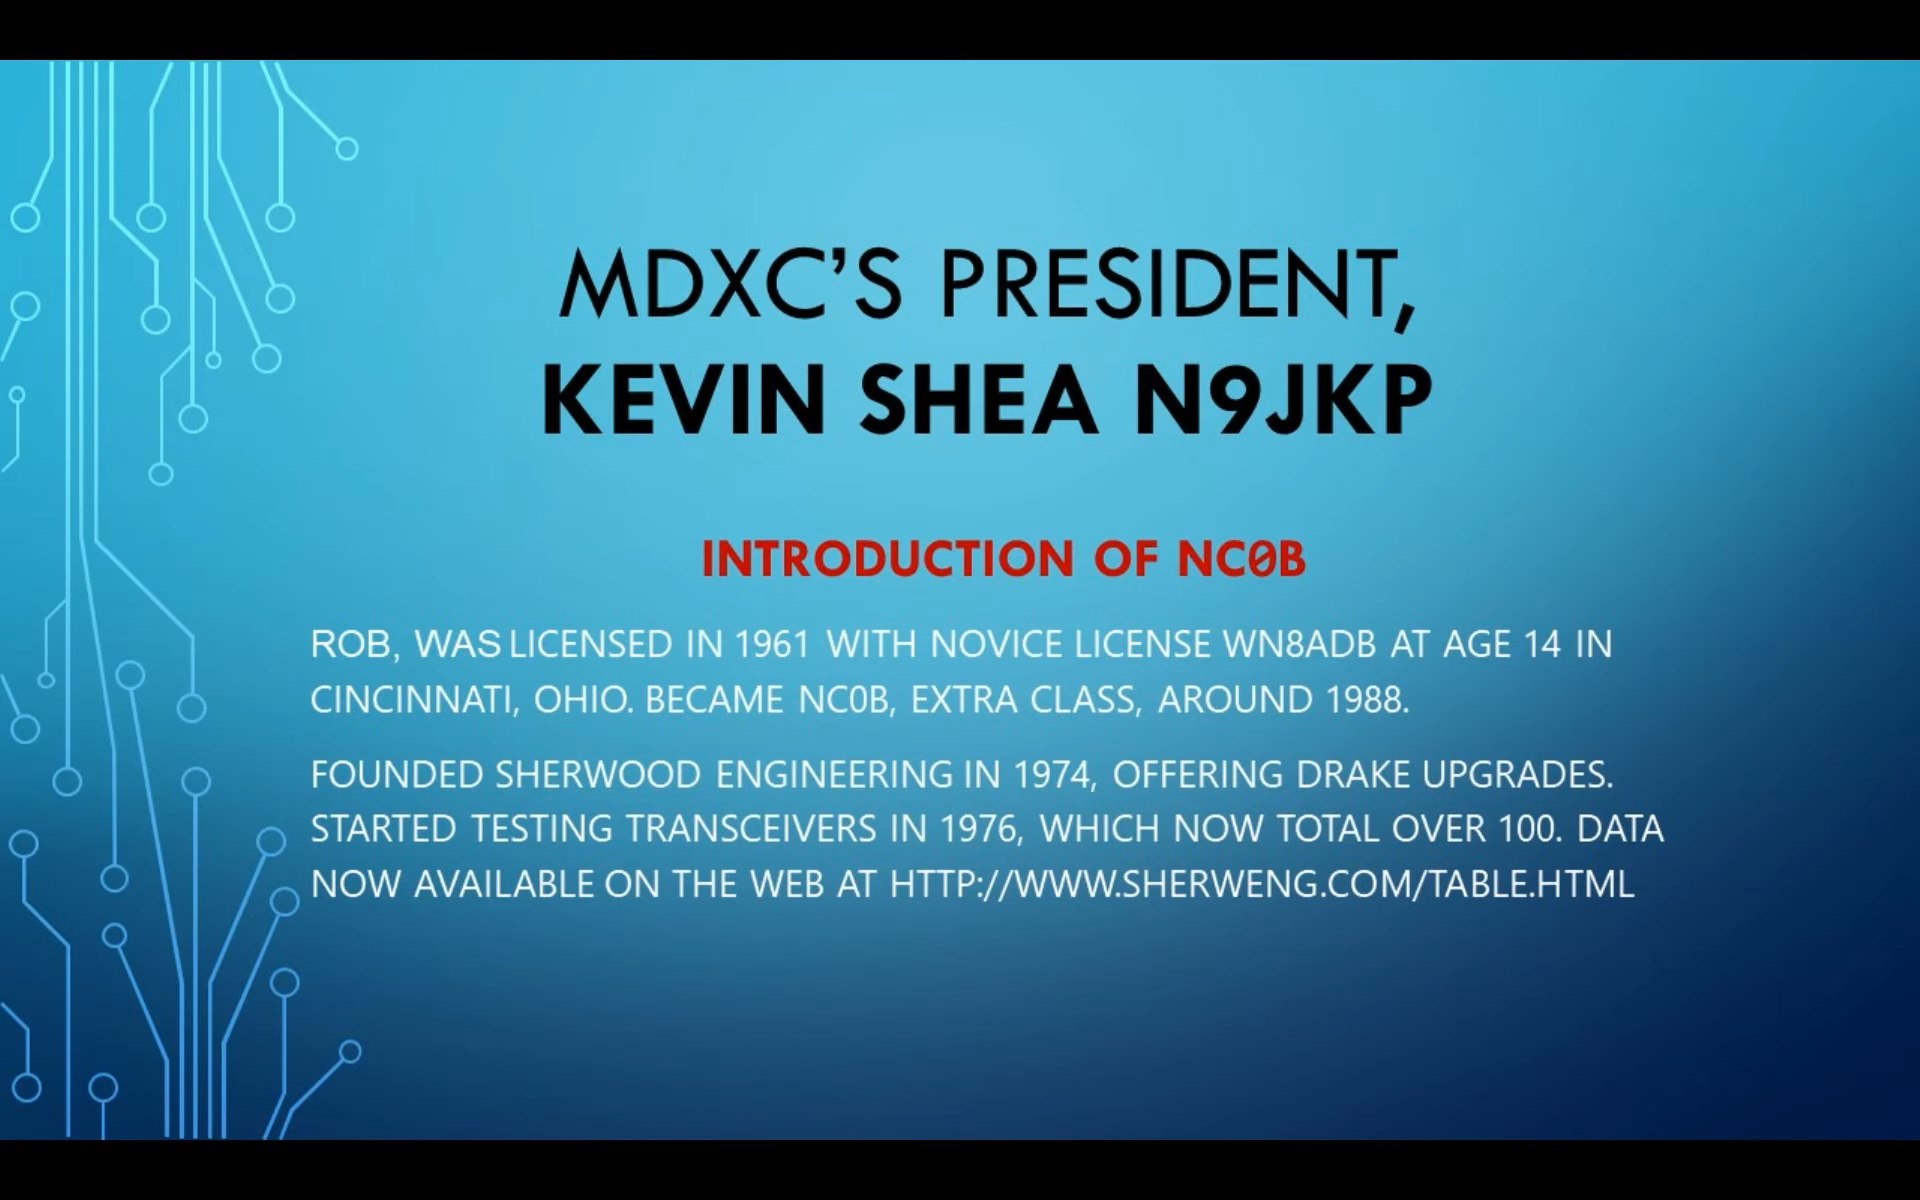 MDXC’S PRESIDENT,
KEVIN SHEA N9JKP
INTRODUCTION OF NC0B
ROB, WAS LICENSED IN 1961 WITH NOVICE LICENSE WN8ADB AT AGE 14 IN
CINCINNATI, OHIO. BECAME NC0B, EXTRA CLASS, AROUND 1988.
FOUNDED SHERWOOD ENGINEERING IN 1974, OFFERING DRAKE UPGRADES.
STARTED TESTING TRANSCEIVERS IN 1976, WHICH NOW TOTAL OVER 100. DATA
NOW AVAILABLE ON THE WEB AT HTTP://WWW.SHERWENG.COM/TABLE.HTML